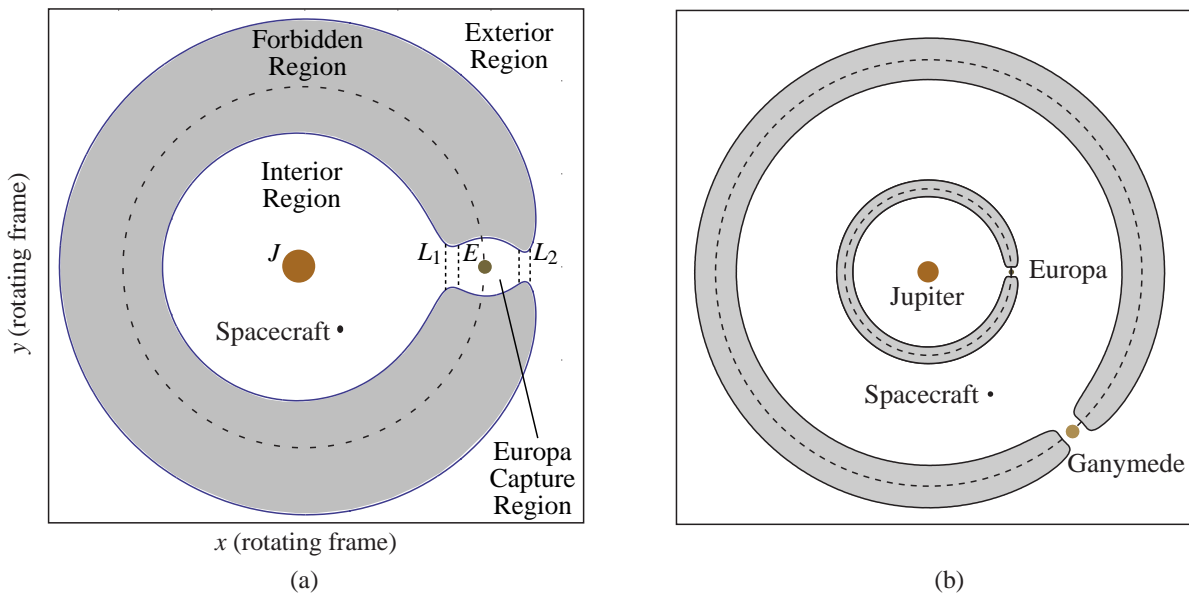 Forbidden
Region
Exterior
Region
Interior
Region
J
L1
E
L2
Spacecraft
Europa
Capture
Region
y (rotating frame)
x (rotating frame)
(a)
Europa
Jupiter
Spacecraft
Ganymede
(b)